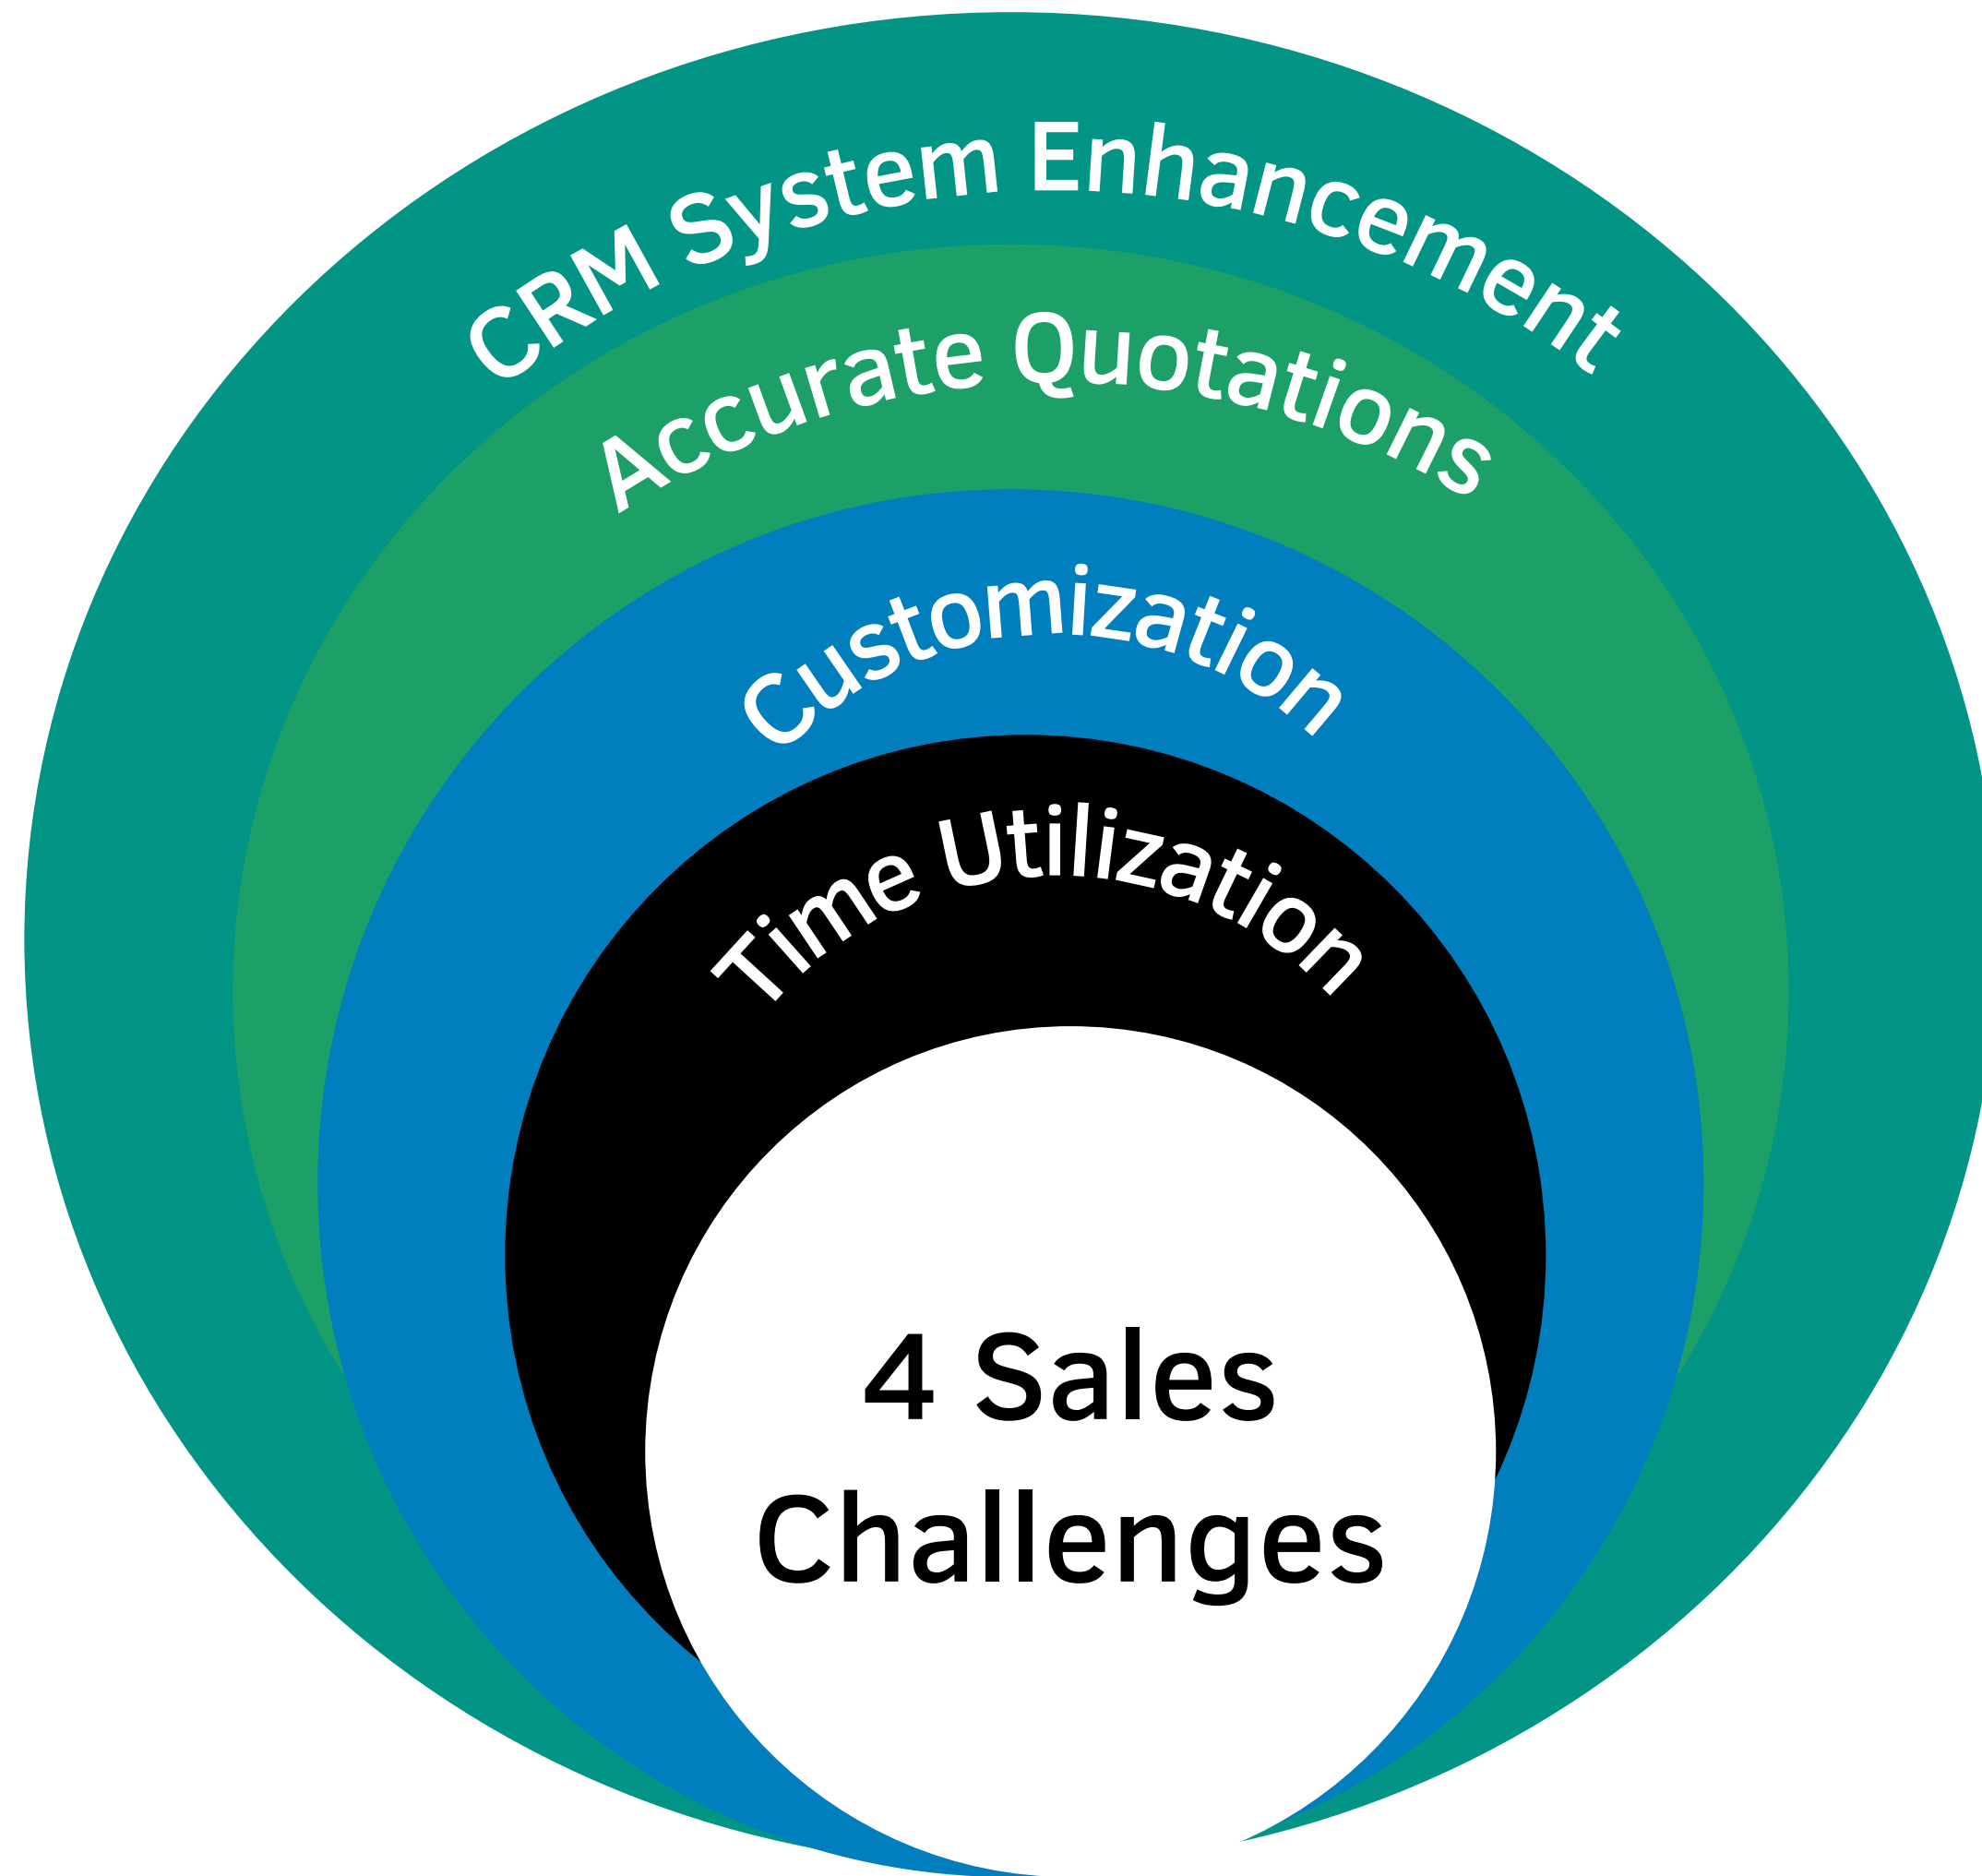 CRM System Enhancement
Accurate Quotations
Customization
Time Utilization
4 Sales
Challenges